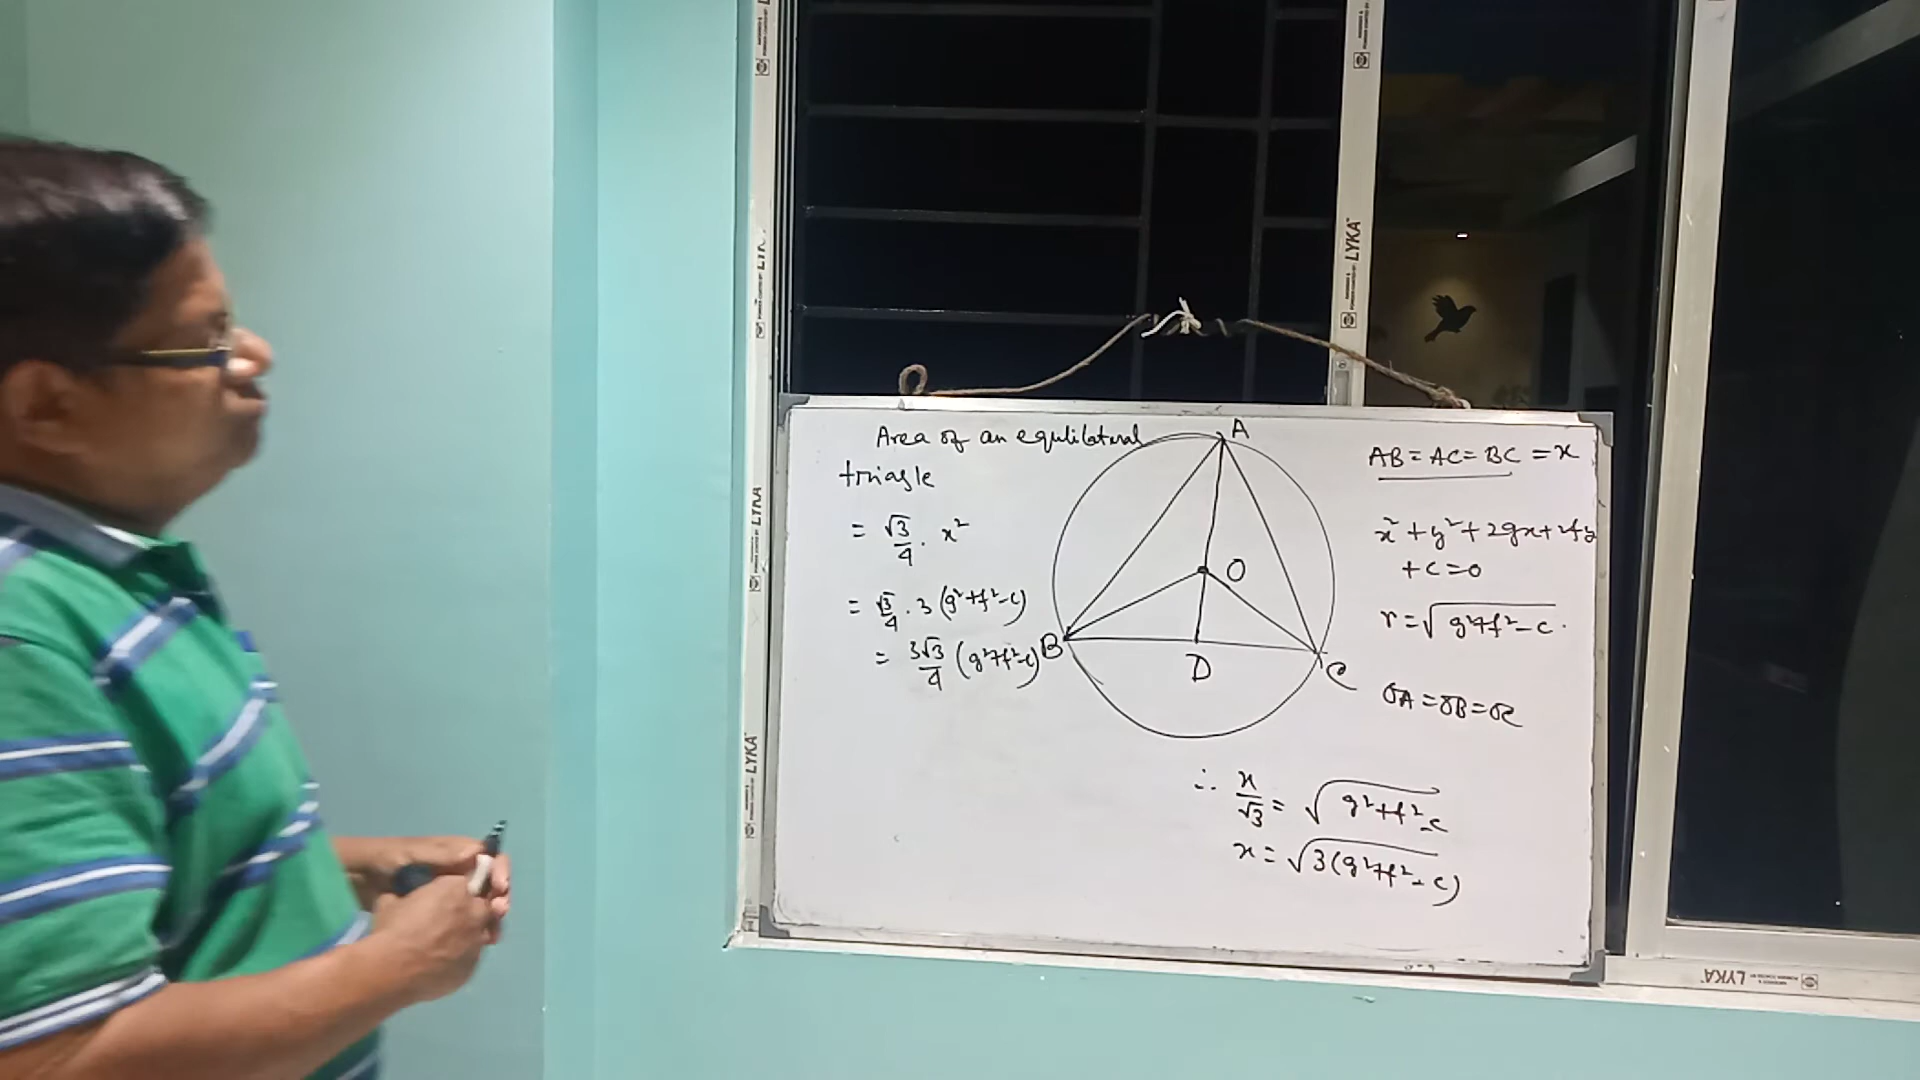 Area of an equlilateral
triagle
= √3/4 . x²
= √3/4 . 3 (g²+f²-c)
= 3√3/4 (g²+f²-c)
A
O
B
D
C
AB = AC = BC = x
x²+y²+2gx+2fy
+c=0
r=√g²+f²-c.
OA = OB = OC
∴ x/√3 = √g²+f²-c
x = √3(g²+f²-c)
LYKA
LYKA
LYKA
LYKA
LYKA